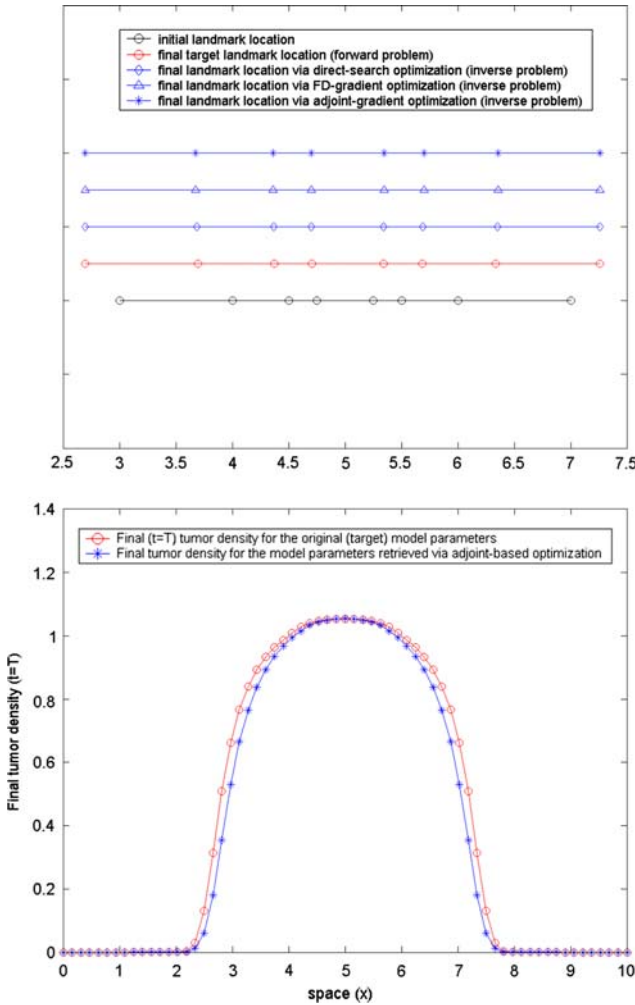 initial landmark location
final target landmark location (forward problem)
final landmark location via direct-search optimization (inverse problem)
final landmark location via FD-gradient optimization (inverse problem)
final landmark location via adjoint-gradient optimization (inverse problem)
2.5 3 3.5 4 4.5 5 5.5 6 6.5 7 7.5
1.4
Final (t=T) tumor density for the original (target) model parameters
Final tumor density for the model parameters retrieved via adjoint-based optimization
1.2
1
0.8
0.6
0.4
0.2
0
Final tumor density (t=T)
0 1 2 3 4 5 6 7 8 9 10
space (x)